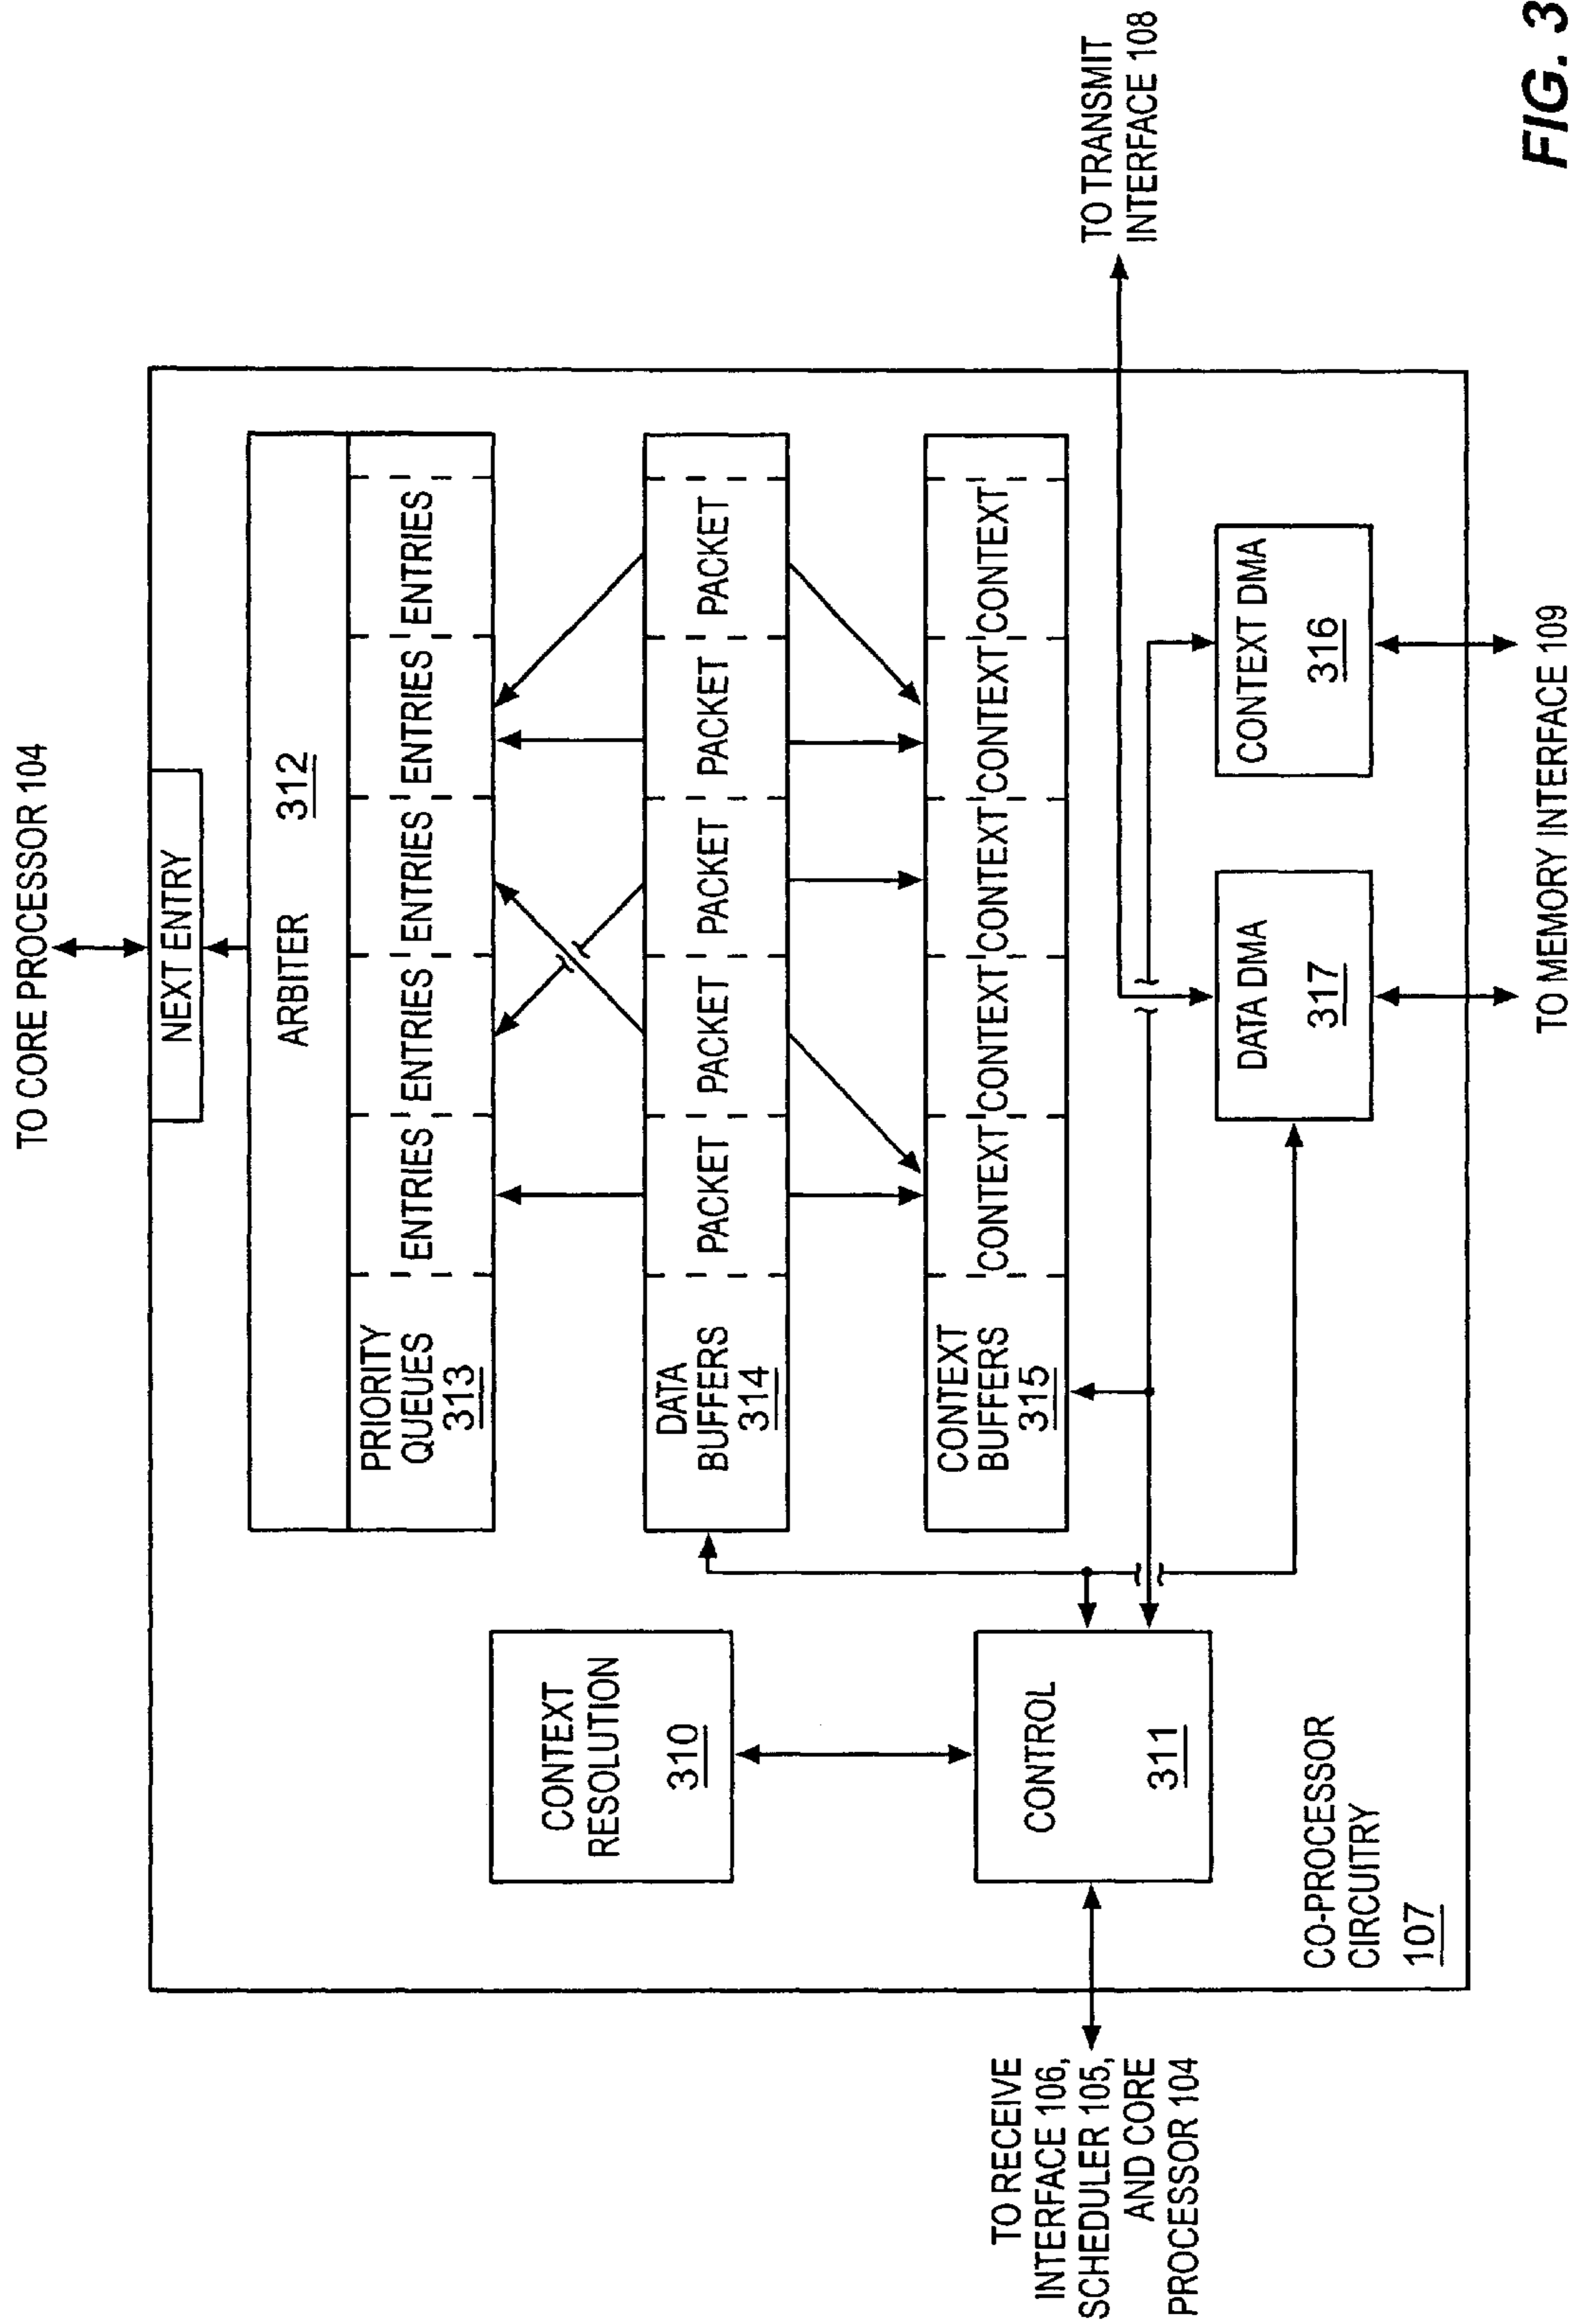 TO CORE PROCESSOR 104
NEXT ENTRY
ARBITER 312
PRIORITY
QUEUES
313
ENTRIES ENTRIES ENTRIES ENTRIES ENTRIES
DATA
BUFFERS
314
PACKET PACKET PACKET PACKET PACKET
CONTEXT
BUFFERS
315
CONTEXT CONTEXT CONTEXT CONTEXT CONTEXT
CONTEXT
RESOLUTION
310
CONTROL
311
TO RECEIVE
INTERFACE 106,
SCHEDULER 105,
AND CORE
PROCESSOR 104
TO TRANSMIT
INTERFACE 108
DATA DMA
317
CONTEXT DMA
316
CO-PROCESSOR
CIRCUITRY
107
TO MEMORY INTERFACE 109
FIG. 3